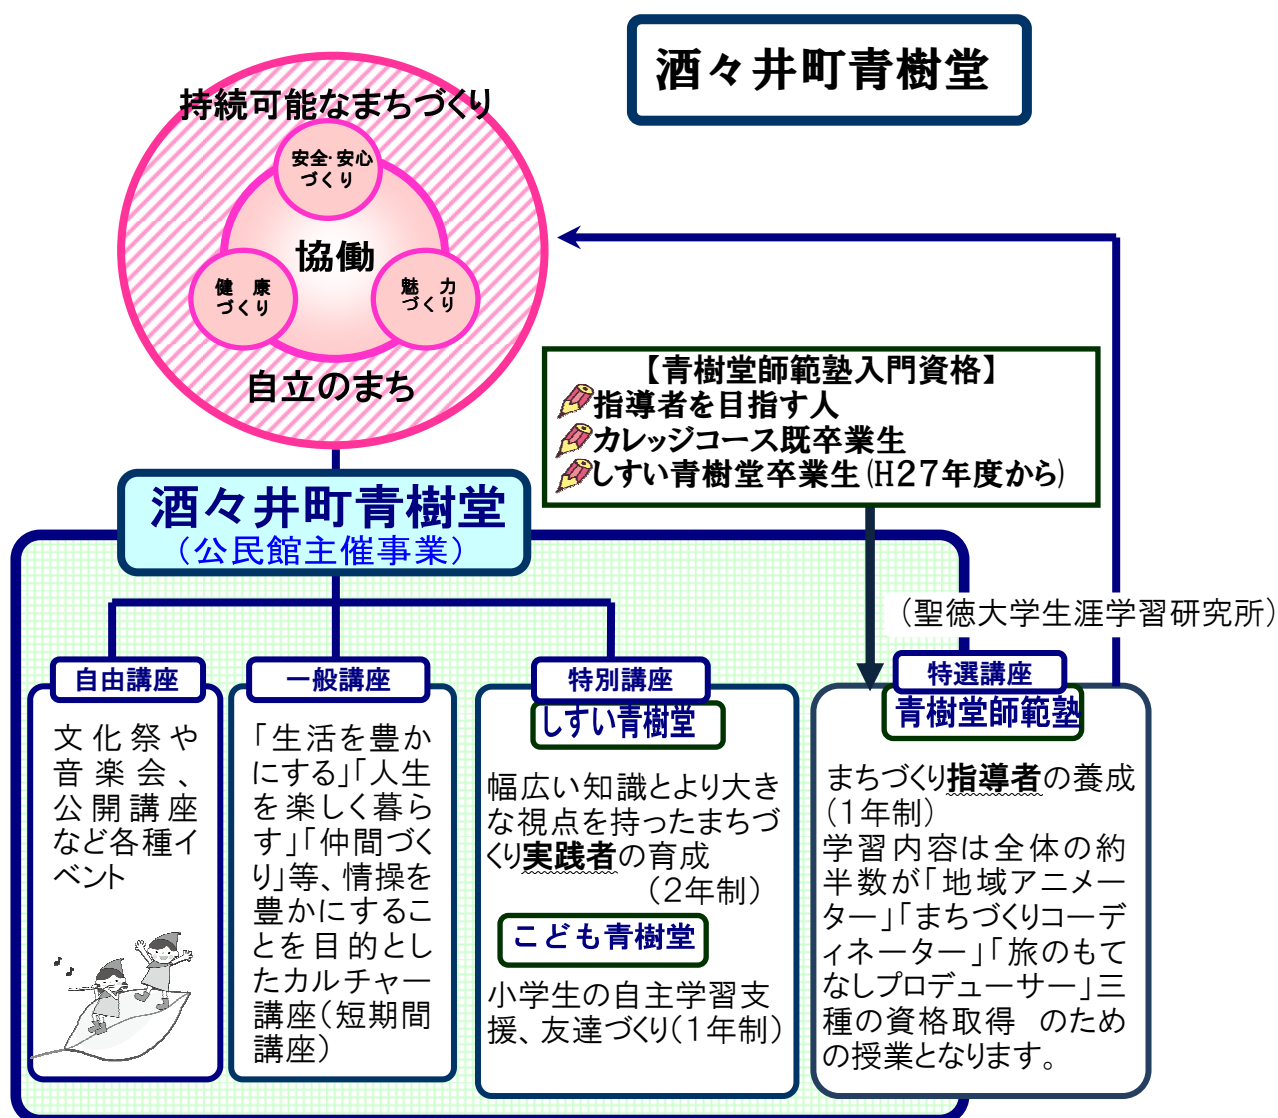 酒々井町青樹堂
持続可能なまちづくり
安全・安心
づくり
協働
健　康
づくり
魅　力
づくり
自立のまち
【青樹堂師範塾入門資格】
指導者を目指す人
カレッジコース既卒業生
しすい青樹堂卒業生(H27年度から)
酒々井町青樹堂
(公民館主催事業)
(聖徳大学生涯学習研究所)
自由講座
文化祭や
音楽会、
公開講座
など各種イ
ベント
一般講座
「生活を豊か
にする」「人生
を楽しく暮ら
す」「仲間づく
り」等、情操を
豊かにするこ
とを目的とし
たカルチャー
講座(短期間
講座)
特別講座
しすい青樹堂
幅広い知識とより大き
な視点を持ったまちづ
くり実践者の育成
(2年制)
こども青樹堂
小学生の自主学習支
援、友達づくり(1年制)
特選講座
青樹堂師範塾
まちづくり指導者の養成
(1年制)
学習内容は全体の約
半数が「地域アニメー
ター」「まちづくりコーデ
ィネーター」「旅のもて
なしプロデューサー」三
種の資格取得　のため
の授業となります。